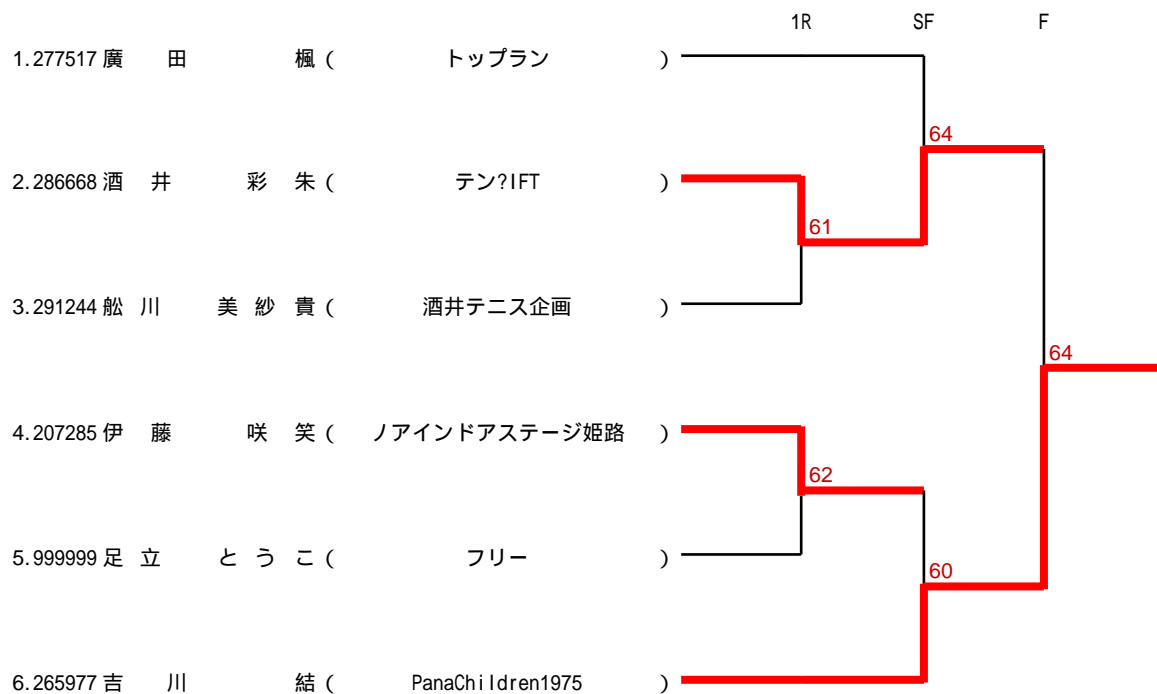 1R SF F
1.277517 廣 田 楓 ( トップラン )
64
2.286668 酒 井 彩 朱 ( テン?IFT )
61
3.291244 舩 川 美 紗 貴 ( 酒井テニス企画 )
64
4.207285 伊 藤 咲 笑 ( ノアインドアステージ姫路 )
62
5.999999 足 立 と う こ ( フリー )
60
6.265977 吉 川 結 ( PanaChildren1975 )